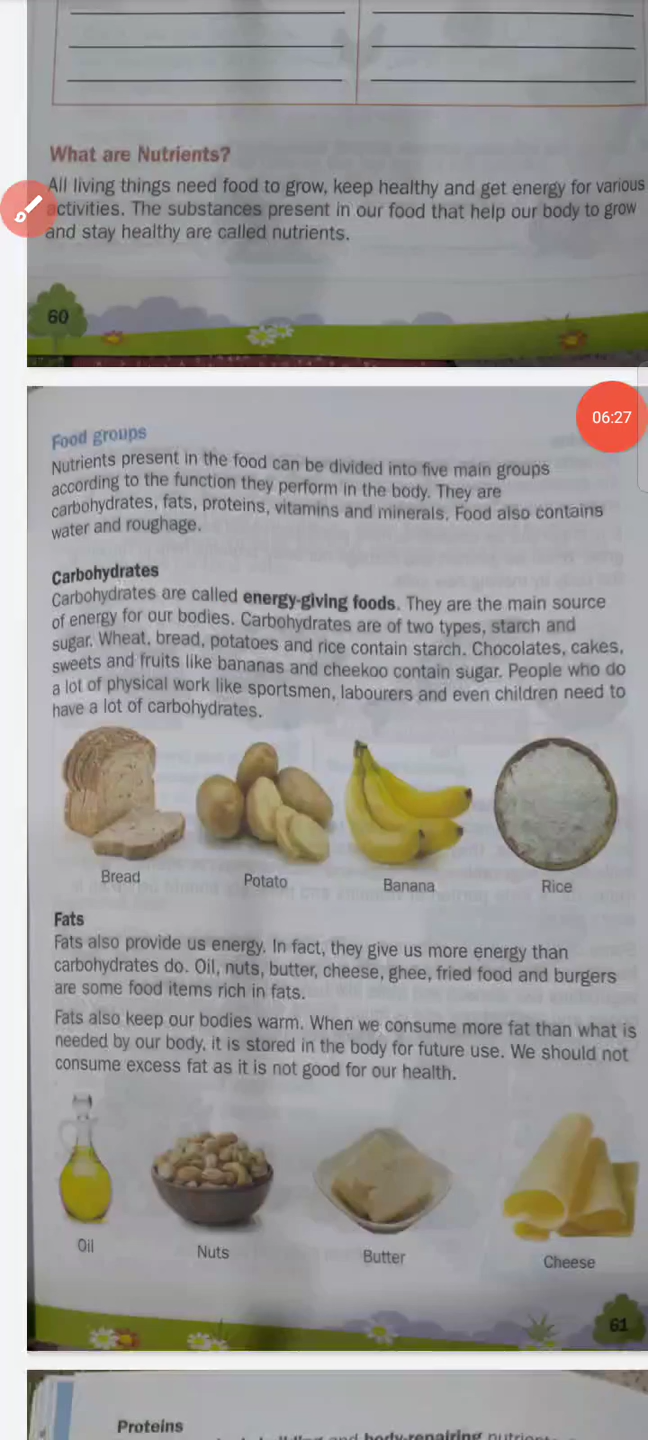 What are Nutrients?
All living things need food to grow, keep healthy and get energy for various
activities. The substances present in our food that help our body to grow
and stay healthy are called nutrients.
60
06:27
Food groups
Nutrients present in the food can be divided into five main groups
according to the function they perform in the body. They are
carbohydrates, fats, proteins, vitamins and minerals. Food also contains
water and roughage.
Carbohydrates
Carbohydrates are called energy-giving foods. They are the main source
of energy for our bodies. Carbohydrates are of two types, starch and
sugar. Wheat, bread, potatoes and rice contain starch. Chocolates, cakes,
sweets and fruits like bananas and cheekoo contain sugar. People who do
a lot of physical work like sportsmen, labourers and even children need to
have a lot of carbohydrates.
Bread
Potato
Banana
Rice
Fats
Fats also provide us energy. In fact, they give us more energy than
carbohydrates do. Oil, nuts, butter, cheese, ghee, fried food and burgers
are some food items rich in fats.
Fats also keep our bodies warm. When we consume more fat than what is
needed by our body, it is stored in the body for future use. We should not
consume excess fat as it is not good for our health.
Oil
Nuts
Butter
Cheese
61
Proteins
and body-repairing